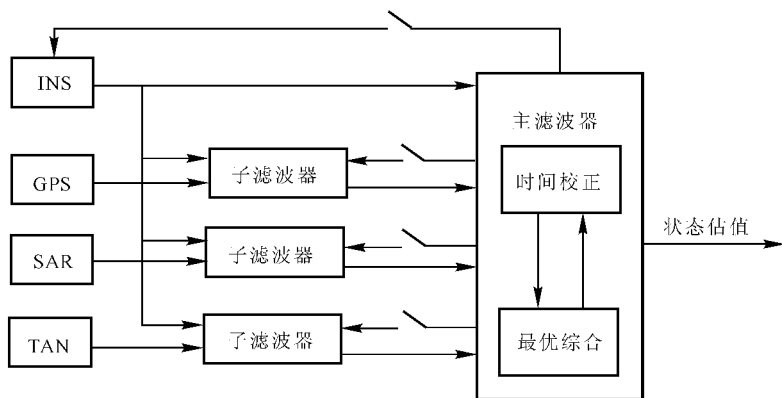 INS
主滤波器
子滤波器
时间校正
GPS
状态估值
SAR
子滤波器
TAN
了滤波器
最优综合